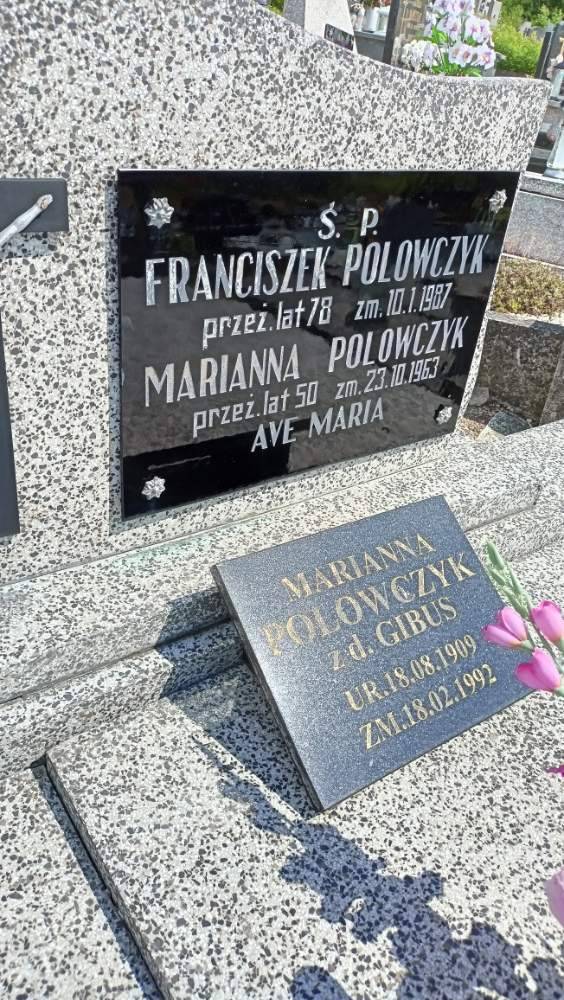 Ś. P.
FRANCISZEK POLOWCZYK
przeż. lat 78 zm. 10.1.1987
MARIANNA POLOWCZYK
przeż. lat 50 zm. 23.10.1963
AVE MARIA
MARIANNA
POLOWCZYK
z d. GIBUS
UR.18.08.1909
ZM.18.02.1992